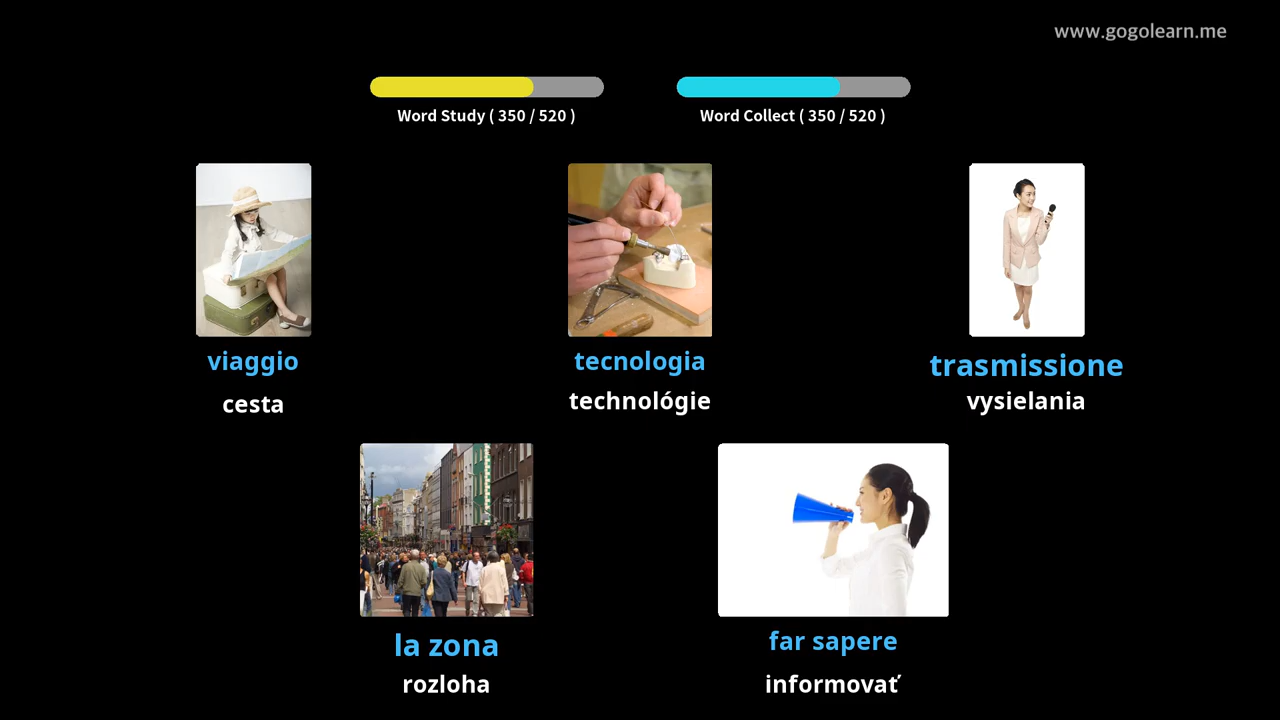 www.gogolearn.me
Word Study ( 350 / 520 )
Word Collect ( 350 / 520 )
viaggio
cesta
tecnologia
technológie
trasmissione
vysielania
la zona
rozloha
far sapere
informovať